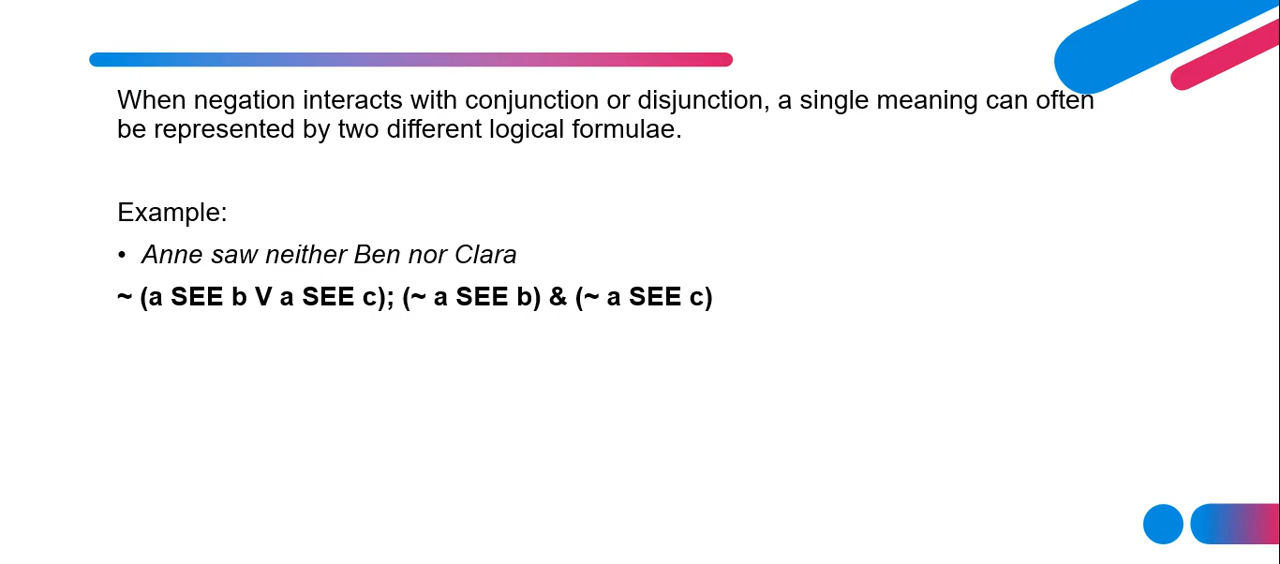 When negation interacts with conjunction or disjunction, a single meaning can often
be represented by two different logical formulae.
Example:
• Anne saw neither Ben nor Clara
~ (a SEE b V a SEE c); (~ a SEE b) & (~ a SEE c)